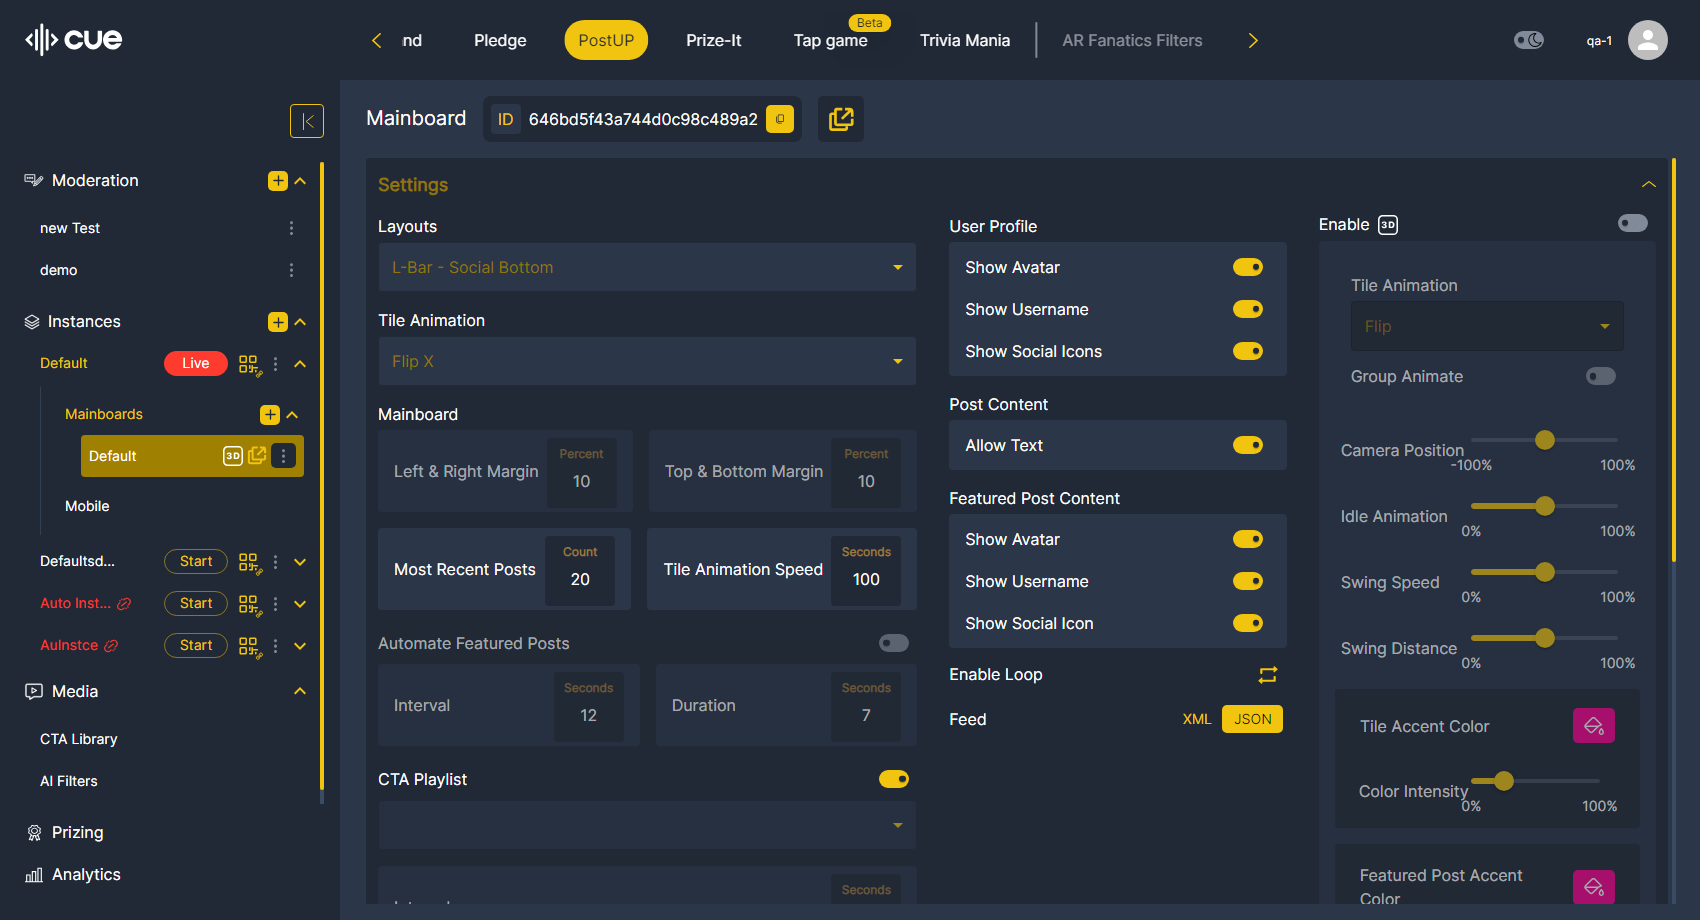 cue
nd
Pledge
PostUP
Prize-It
Tap game
Beta
Trivia Mania
AR Fanatics Filters
qa-1
Moderation
new Test
demo
Instances
Default
Live
Mainboards
Default
3D
Mobile
Defaultsd...
Start
Auto Inst...
Start
AuInstce
Start
Media
CTA Library
AI Filters
Prizing
Analytics
Mainboard
ID
646bd5f43a744d0c98c489a2
Settings
Layouts
L-Bar - Social Bottom
Tile Animation
Flip X
Mainboard
Left & Right Margin
Percent
10
Top & Bottom Margin
Percent
10
Most Recent Posts
Count
20
Tile Animation Speed
Seconds
100
Automate Featured Posts
Interval
Seconds
12
Duration
Seconds
7
CTA Playlist
Seconds
User Profile
Show Avatar
Show Username
Show Social Icons
Post Content
Allow Text
Featured Post Content
Show Avatar
Show Username
Show Social Icon
Enable Loop
Feed
XML
JSON
Enable
3D
Tile Animation
Flip
Group Animate
Camera Position
-100%
100%
Idle Animation
0%
100%
Swing Speed
0%
100%
Swing Distance
0%
100%
Tile Accent Color
Color Intensity
0%
100%
Featured Post Accent
Color